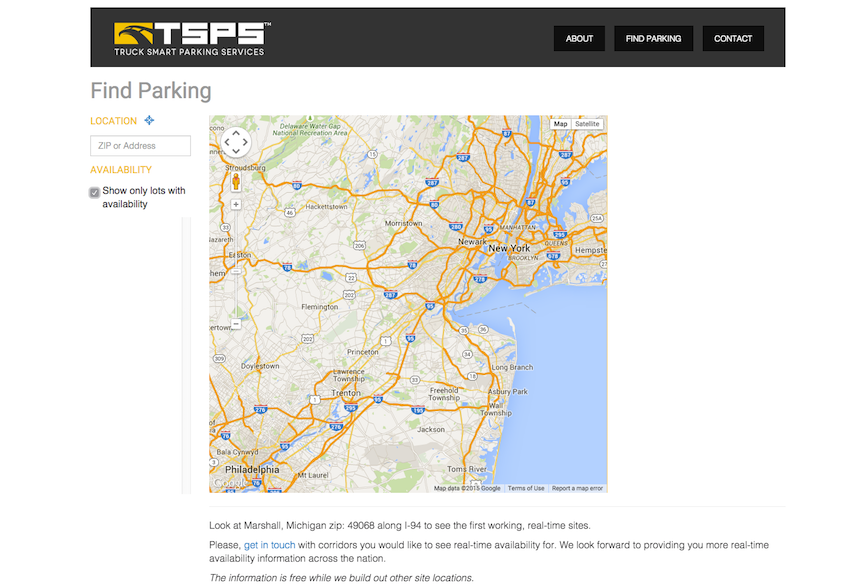 TSPS™
TRUCK SMART PARKING SERVICES
ABOUT
FIND PARKING
CONTACT
Find Parking
LOCATION
ZIP or Address
AVAILABILITY
Show only lots with
availability
Map
Satellite
Delaware Water Gap
National Recreation Area
Stroudsburg
Hackettstown
Morristown
MANHATTAN
Newark
New York
QUEENS
BROOKLYN
Hempste
Easton
Flemington
Princeton
Doylestown
Lawrence
Township
Trenton
Freehold
Township
Long Branch
Asbury Park
Wall
Township
Jackson
Bala Cynwyd
Philadelphia
Mt Laurel
Toms River
Google
Map data ©2015 Google
Terms of Use
Report a map error
Look at Marshall, Michigan zip: 49068 along I-94 to see the first working, real-time sites.
Please, get in touch with corridors you would like to see real-time availability for. We look forward to providing you more real-time
availability information across the nation.
The information is free while we build out other site locations.